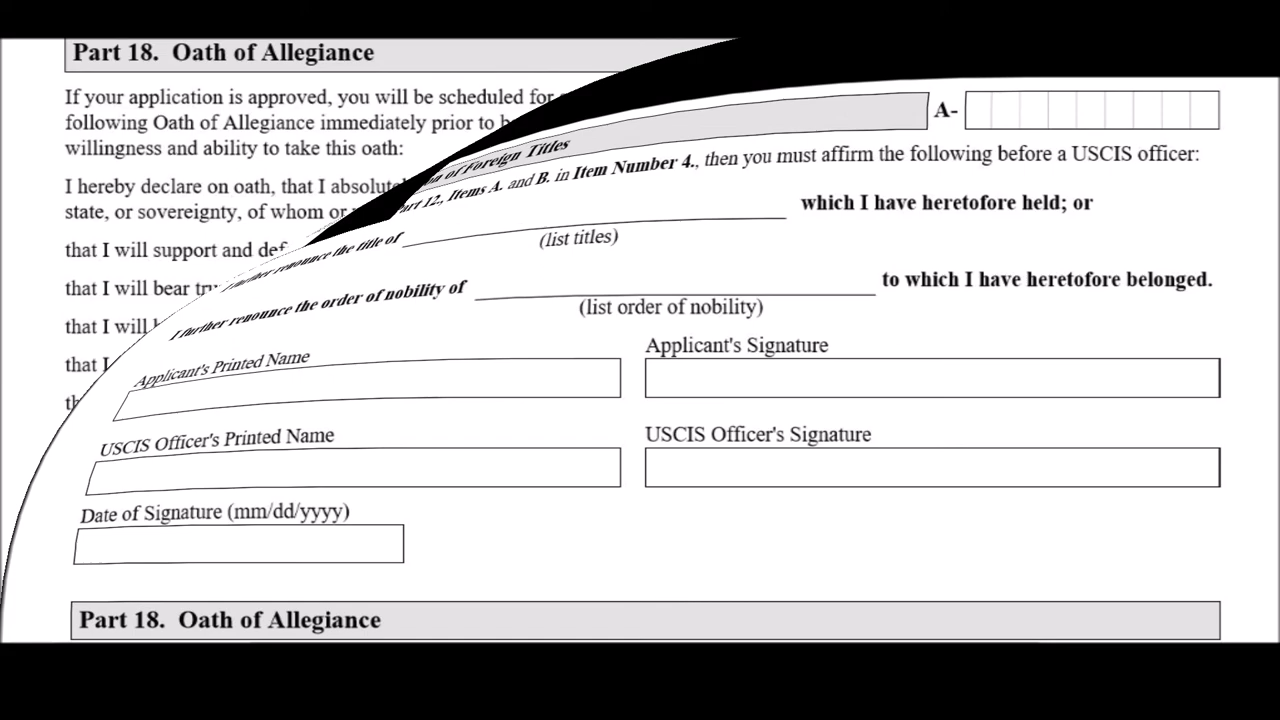 Part 18. Oath of Allegiance
If your application is approved, you will be scheduled for
following Oath of Allegiance immediately prior to
willingness and ability to take this oath:
I hereby declare on oath, that I
state, or sovereignty, of whom or
that I will support and
that I will bear
that I will
that I
A-
of Foreign Titles
12., Items A. and B. in Item Number 4., then you must affirm the following before a USCIS officer:
further renounce the title of which I have heretofore held; or
(list titles)
I further renounce the order of nobility of to which I have heretofore belonged.
(list order of nobility)
Applicant's Printed Name Applicant's Signature
USCIS Officer's Printed Name USCIS Officer's Signature
Date of Signature (mm/dd/yyyy)
Part 18. Oath of Allegiance